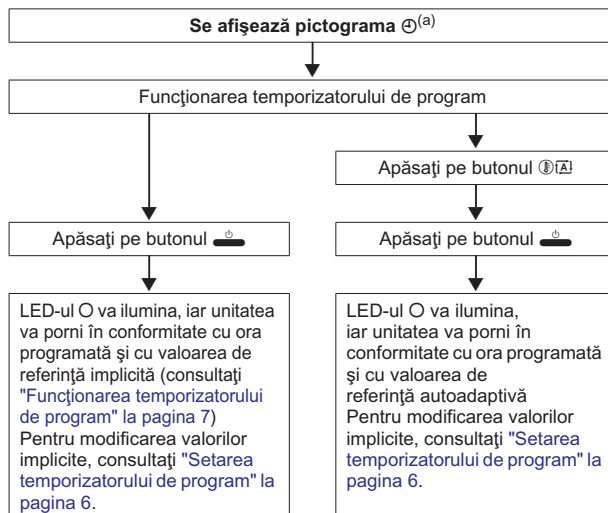 Se afişează pictograma (a)
Funcţionarea temporizatorului de program
Apăsaţi pe butonul A
Apăsaţi pe butonul
Apăsaţi pe butonul
LED-ul va ilumina, iar unitatea
va porni în conformitate cu ora
programată şi cu valoarea de
referinţă implicită (consultaţi
"Funcţionarea temporizatorului
de program" la pagina 7)
Pentru modificarea valorilor
implicite, consultaţi "Setarea
temporizatorului de program" la
pagina 6.
LED-ul va ilumina,
iar unitatea va porni în
conformitate cu ora programată
şi cu valoarea de
referinţă autoadaptivă
Pentru modificarea valorilor
implicite, consultaţi "Setarea
temporizatorului de program" la
pagina 6.